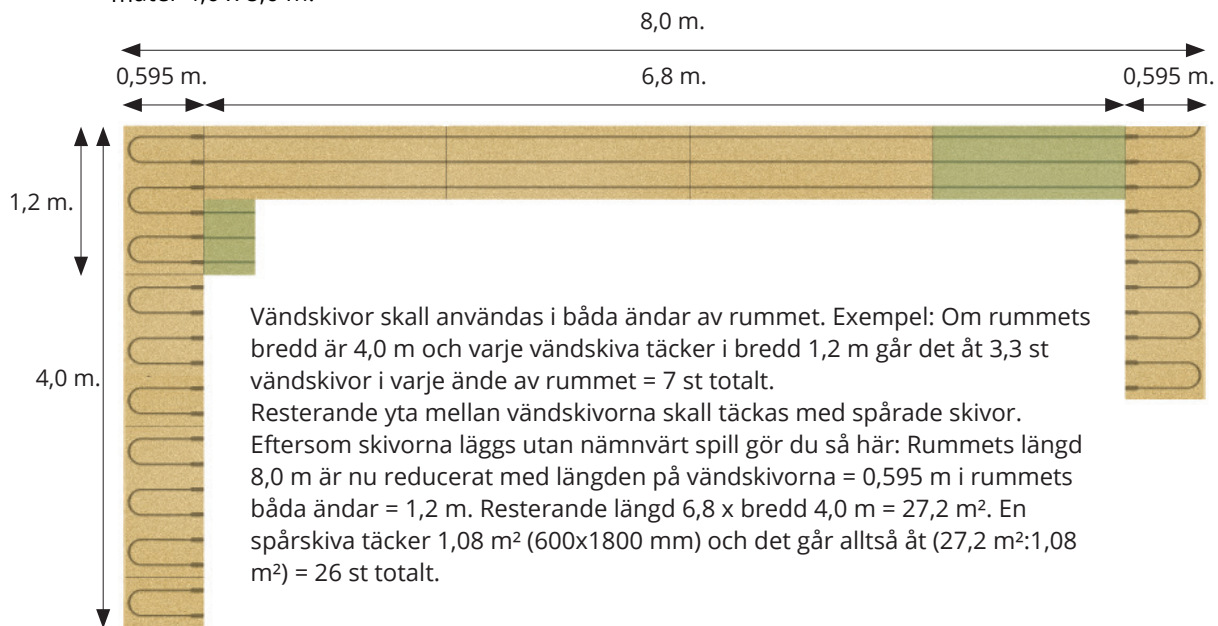 8,0 m.
0,595 m.
6,8 m.
0,595 m.
1,2 m.
4,0 m.
Vändskivor skall användas i båda ändar av rummet. Exempel: Om rummets
bredd är 4,0 m och varje vändskiva täcker i bredd 1,2 m går det åt 3,3 st
vändskivor i varje ände av rummet = 7 st totalt.
Resterande yta mellan vändskivorna skall täckas med spårade skivor.
Eftersom skivorna läggs utan nämnvärt spill gör du så här: Rummets längd
8,0 m är nu reducerat med längden på vändskivorna = 0,595 m i rummets
båda ändar = 1,2 m. Resterande längd 6,8 x bredd 4,0 m = 27,2 m². En
spårskiva täcker 1,08 m² (600x1800 mm) och det går alltså åt (27,2 m²:1,08
m²) = 26 st totalt.